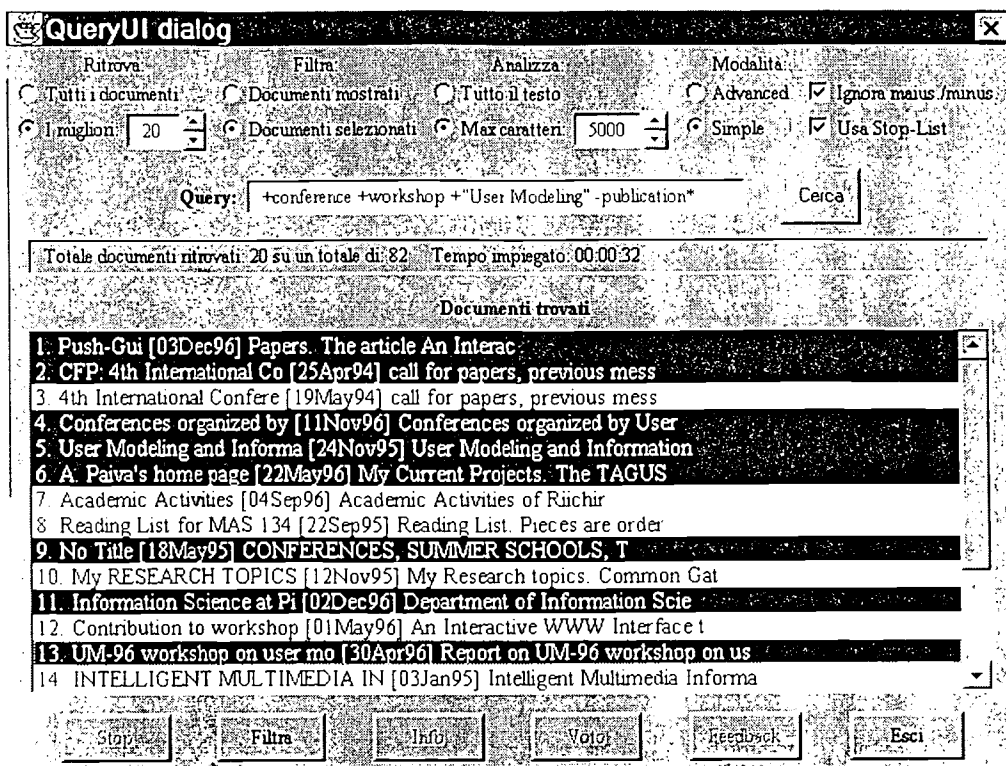 QueryUI dialog
Ritrova: Filtra: Analizza: Modalità:
Tutti i documenti Documenti mostrati Tutto il testo Advanced Ignora maius./minus.
I migliori: 20 Documenti selezionati Max caratteri: 5000 Simple Usa Stop-List
Query: +conference +workshop +"User Modeling" -publication* Cerca
Totale documenti ritrovati: 20 su un totale di: 82 Tempo impiegato: 00:00:32
Documenti trovati
1. Push-Gui [03Dec96] Papers. The article An Interac
2. CFP: 4th International Co [25Apr94] call for papers, previous mess
3. 4th International Confere [19May94] call for papers, previous mess
4. Conferences organized by [11Nov96] Conferences organized by User
5. User Modeling and Informa [24Nov95] User Modeling and Information
6. A. Paiva's home page [22May96] My Current Projects. The TAGUS
7. Academic Activities [04Sep96] Academic Activities of Riichir
8 Reading List for MAS 134 [22Sep95] Reading List. Pieces are order
9. No Title [18May95] CONFERENCES, SUMMER SCHOOLS, T
10. My RESEARCH TOPICS [12Nov95] My Research topics. Common Gat
11. Information Science at Pi [02Dec96] Department of Information Scie
12. Contribution to workshop [01May96] An Interactive WWW Interface t
13. UM-96 workshop on user mo [30Apr96] Report on UM-96 workshop on us
14 INTELLIGENT MULTIMEDIA IN [03Jan95] Intelligent Multimedia Informa
Stop Filtra Info Voto Feedback Esci